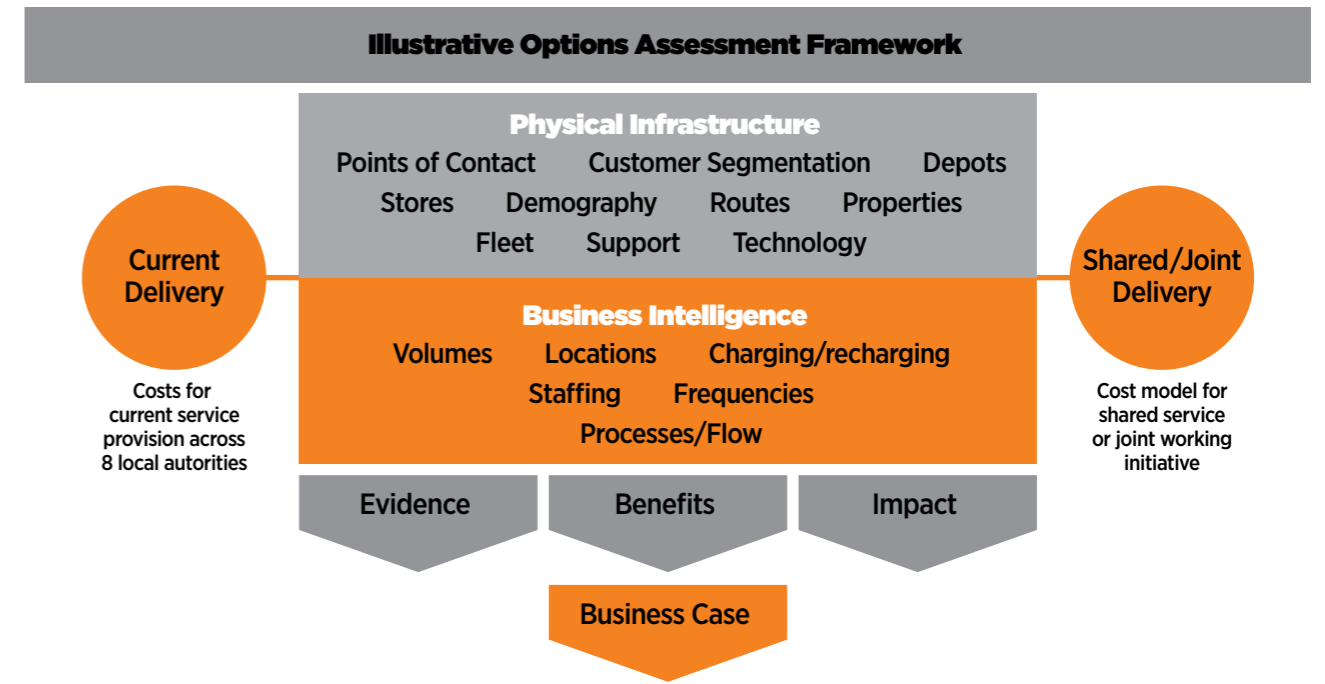 Illustrative Options Assessment Framework
Physical Infrastructure
Points of Contact Customer Segmentation Depots
Stores Demography Routes Properties
Fleet Support Technology
Current
Delivery
Costs for
current service
provision across
8 local autorities
Business Intelligence
Volumes Locations Charging/recharging
Staffing Frequencies
Processes/Flow
Shared/Joint
Delivery
Cost model for
shared service
or joint working
initiative
Evidence
Benefits
Impact
Business Case